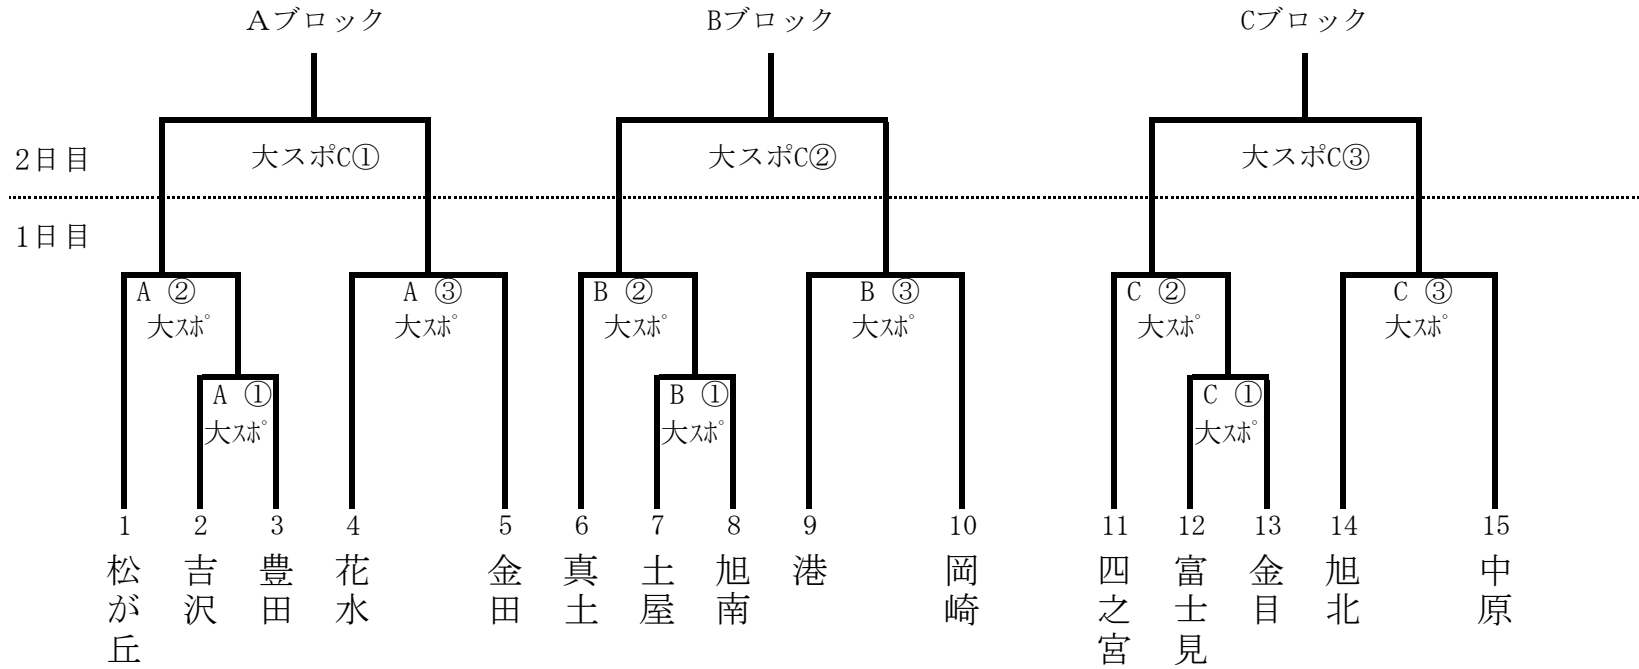 Ａブロック Bブロック Cブロック
2日目 大スポC① 大スポC② 大スポC③
1日目
A ② A ③ B ② B ③ C ② C ③
大ｽﾎﾟ 大ｽﾎﾟ 大ｽﾎﾟ 大ｽﾎﾟ 大ｽﾎﾟ 大ｽﾎﾟ
A ① B ① C ①
大ｽﾎﾟ 大ｽﾎﾟ 大ｽﾎﾟ
1 2 3 4 5 6 7 8 9 10 11 12 13 14 15
松が丘
吉沢
豊田
花水
金田
真土
土屋
旭南
港
岡崎
四之宮
富士見
金目
旭北
中原